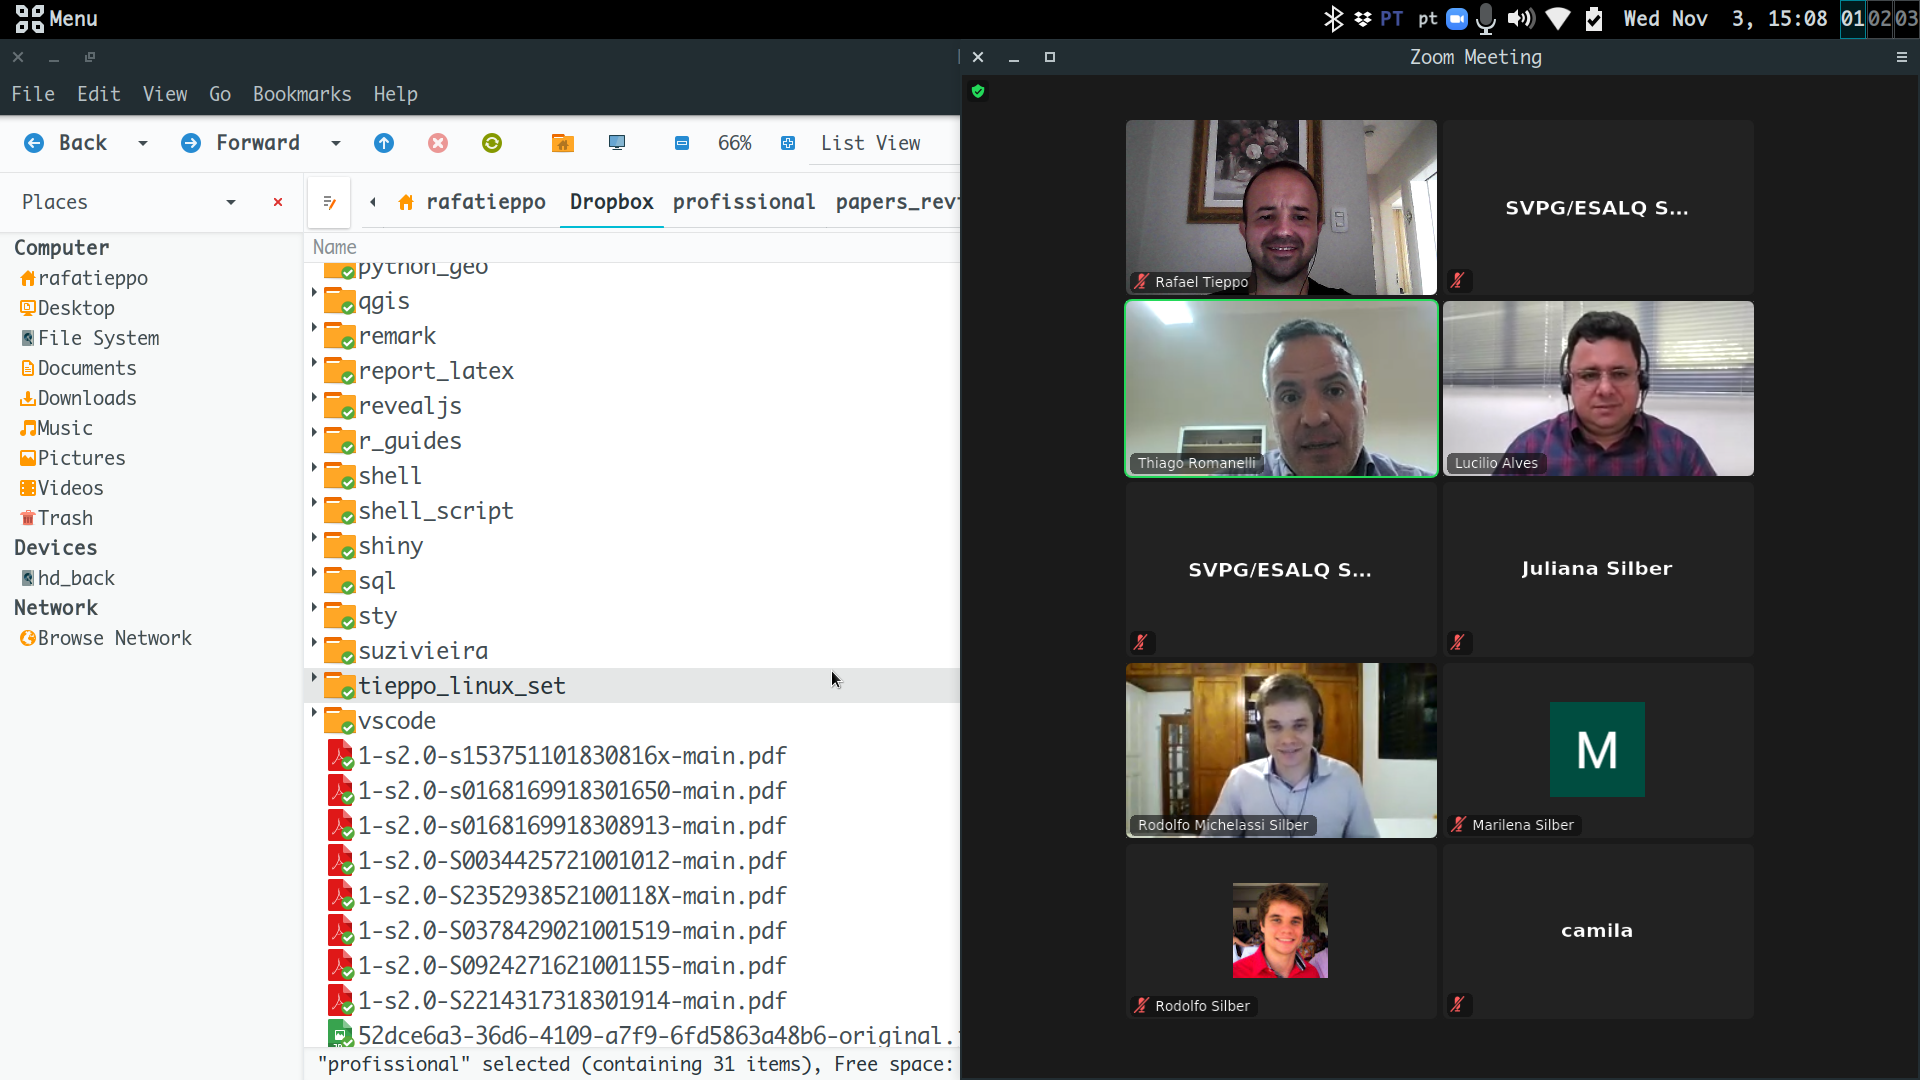 Menu
PT pt Wed Nov 3, 15:08 01 02 03
File Edit View Go Bookmarks Help
Back Forward 66% List View
Places
rafatieppo Dropbox profissional papers_rev
Computer
rafatieppo
Desktop
File System
Documents
Downloads
Music
Pictures
Videos
Trash
Devices
hd_back
Network
Browse Network
Name
python_geo
qgis
remark
report_latex
revealjs
r_guides
shell
shell_script
shiny
sql
sty
suzivieira
tieppo_linux_set
vscode
1-s2.0-s153751101830816x-main.pdf
1-s2.0-s0168169918301650-main.pdf
1-s2.0-s0168169918308913-main.pdf
1-s2.0-S0034425721001012-main.pdf
1-s2.0-S235293852100118X-main.pdf
1-s2.0-S0378429021001519-main.pdf
1-s2.0-S0924271621001155-main.pdf
1-s2.0-S2214317318301914-main.pdf
52dce6a3-36d6-4109-a7f9-6fd5863a48b6-original.
"profissional" selected (containing 31 items), Free space:
Zoom Meeting
Rafael Tieppo
SVPG/ESALQ S...
Thiago Romanelli
Lucilio Alves
SVPG/ESALQ S...
Juliana Silber
Rodolfo Michelassi Silber
M
Marilena Silber
Rodolfo Silber
camila